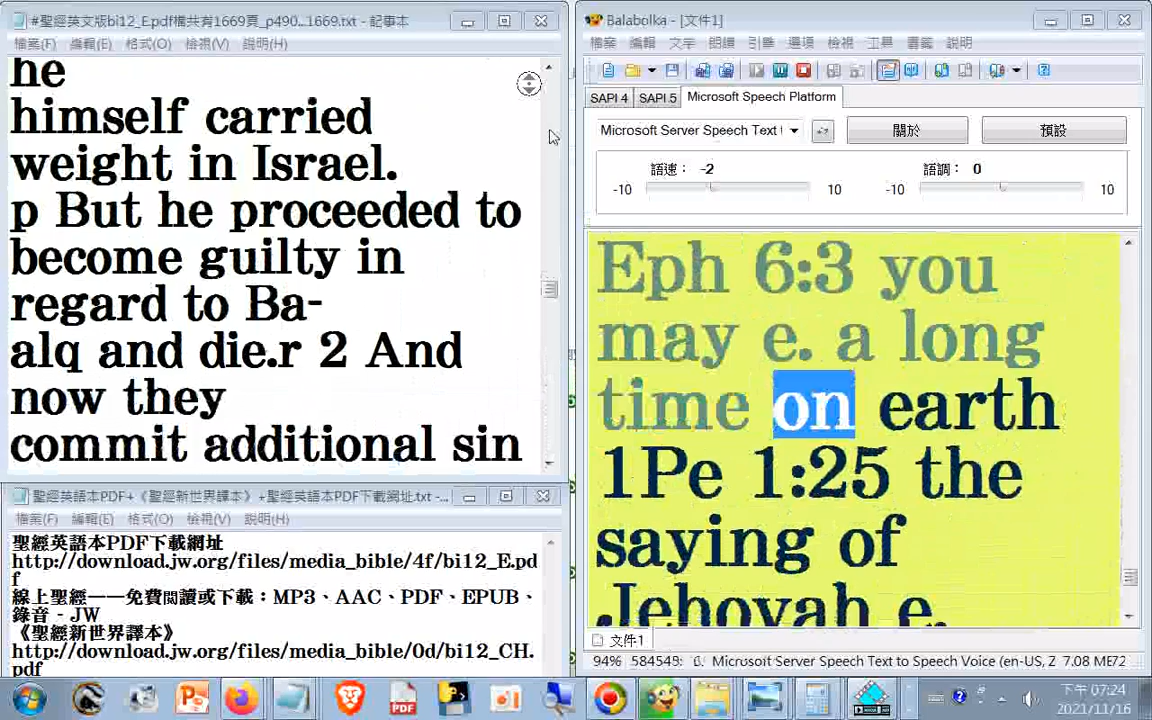 #聖經英文版bi12_E.pdf檔共有1669頁_p490...1669.txt - 記事本
檔案(F) 編輯(E) 格式(O) 檢視(V) 說明(H)
he
himself carried
weight in Israel.
p But he proceeded to
become guilty in
regard to Ba-
alq and die.r 2 And
now they
commit additional sin
聖經英語本PDF+《聖經新世界譯本》+聖經英語本PDF下載網址.txt -...
檔案(F) 編輯(E) 格式(O) 檢視(V) 說明(H)
聖經英語本PDF下載網址
http://download.jw.org/files/media_bible/4f/bi12_E.pd
f
線上聖經——免費閱讀或下載：MP3、AAC、PDF、EPUB、
錄音 - JW
《聖經新世界譯本》
http://download.jw.org/files/media_bible/0d/bi12_CH.
pdf
Balabolka - [文件1]
檔案 編輯 文字 朗讀 引擎 選項 檢視 工具 書籤 說明
SAPI 4 SAPI 5 Microsoft Speech Platform
Microsoft Server Speech Text 關於 預設
語速： -2 語調： 0
-10 10 -10 10
Eph 6:3 you
may e. a long
time on earth
1Pe 1:25 the
saying of
Jehovah e.
文件1
94% Microsoft Server Speech Text to Speech Voice (en-US, Z 7.08 ME72
下午 07:24
2021/11/16